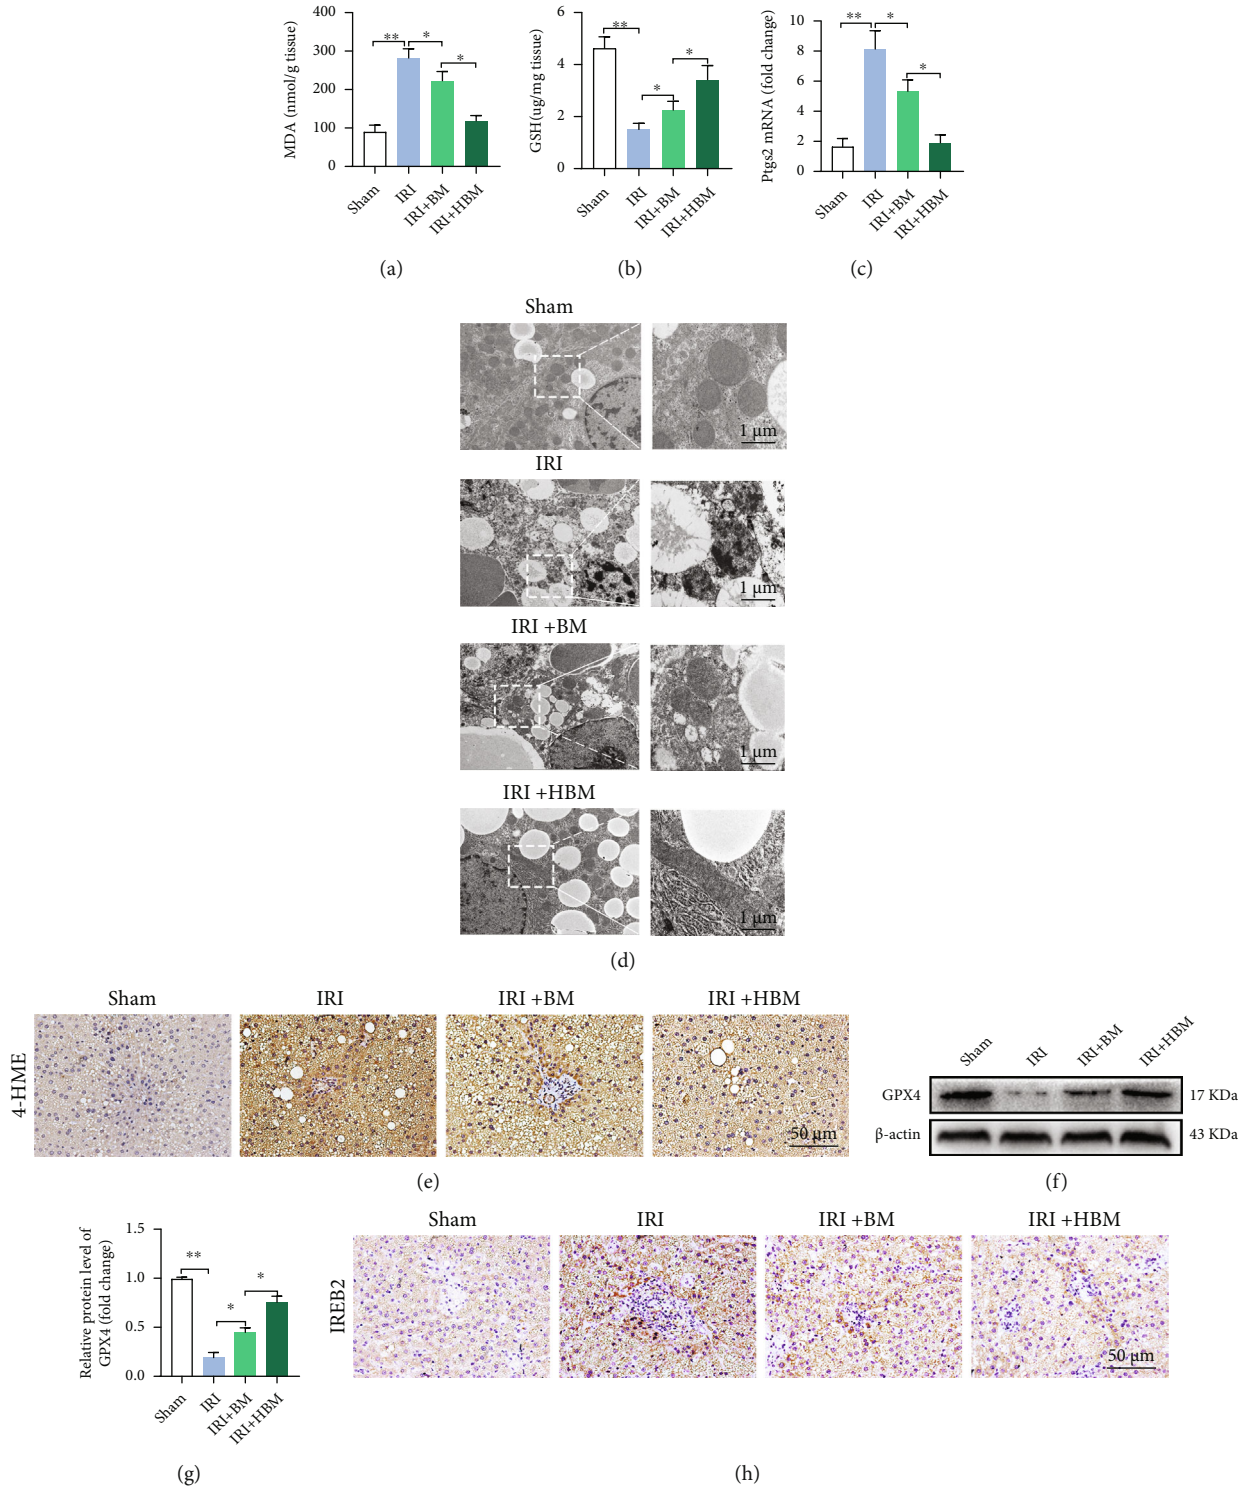 MDA (nmol/g tissue)
400
300
200
100
0
** * *
Sham IRI IRI+BM IRI+HBM
(a)
GSH(ug/mg tissue)
6
4
2
0
** * *
Sham IRI IRI+BM IRI+HBM
(b)
Ptgs2 mRNA (fold change)
10
8
6
4
2
0
** * *
Sham IRI IRI+BM IRI+HBM
(c)
Sham
1 μm
IRI
1 μm
IRI +BM
1 μm
IRI +HBM
1 μm
(d)
Sham IRI IRI +BM IRI +HBM
4-HME
50 μm
(e)
Sham IRI IRI+BM IRI+HBM
GPX4 17 KDa
β-actin 43 KDa
(f)
Relative protein level of
GPX4 (fold change)
1.5
1.0
0.5
0.0
** * *
Sham IRI IRI+BM IRI+HBM
(g)
Sham IRI IRI +BM IRI +HBM
IREB2
50 μm
(h)